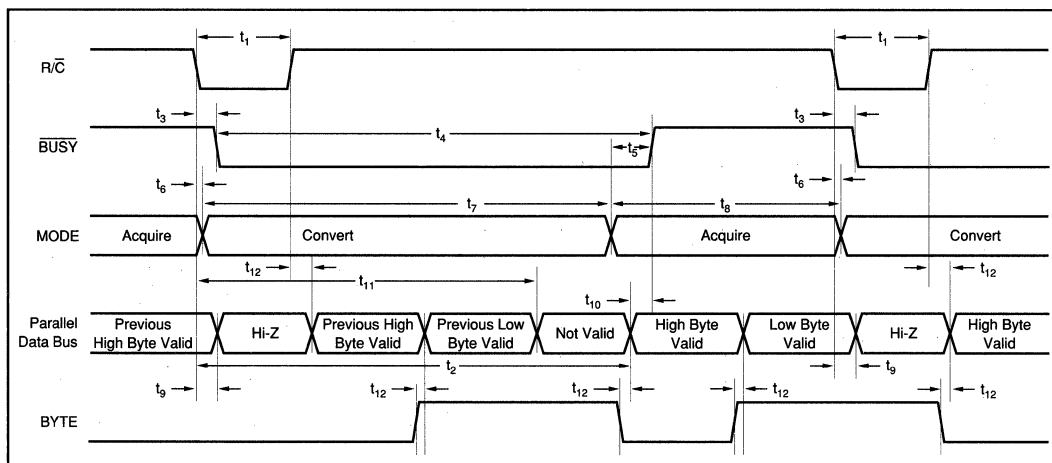 t1 t1
R/C̅
t3 t4 t3
B̅U̅S̅Y̅
t5
t6 t6
t7 t8
MODE Acquire Convert Acquire Convert
t12 t11 t12
t10
Parallel Data Bus
Previous High Byte Valid
Hi-Z
Previous High Byte Valid
Previous Low Byte Valid
Not Valid
High Byte Valid
Low Byte Valid
Hi-Z
High Byte Valid
t2
t9 t12 t12 t12 t9 t12
BYTE